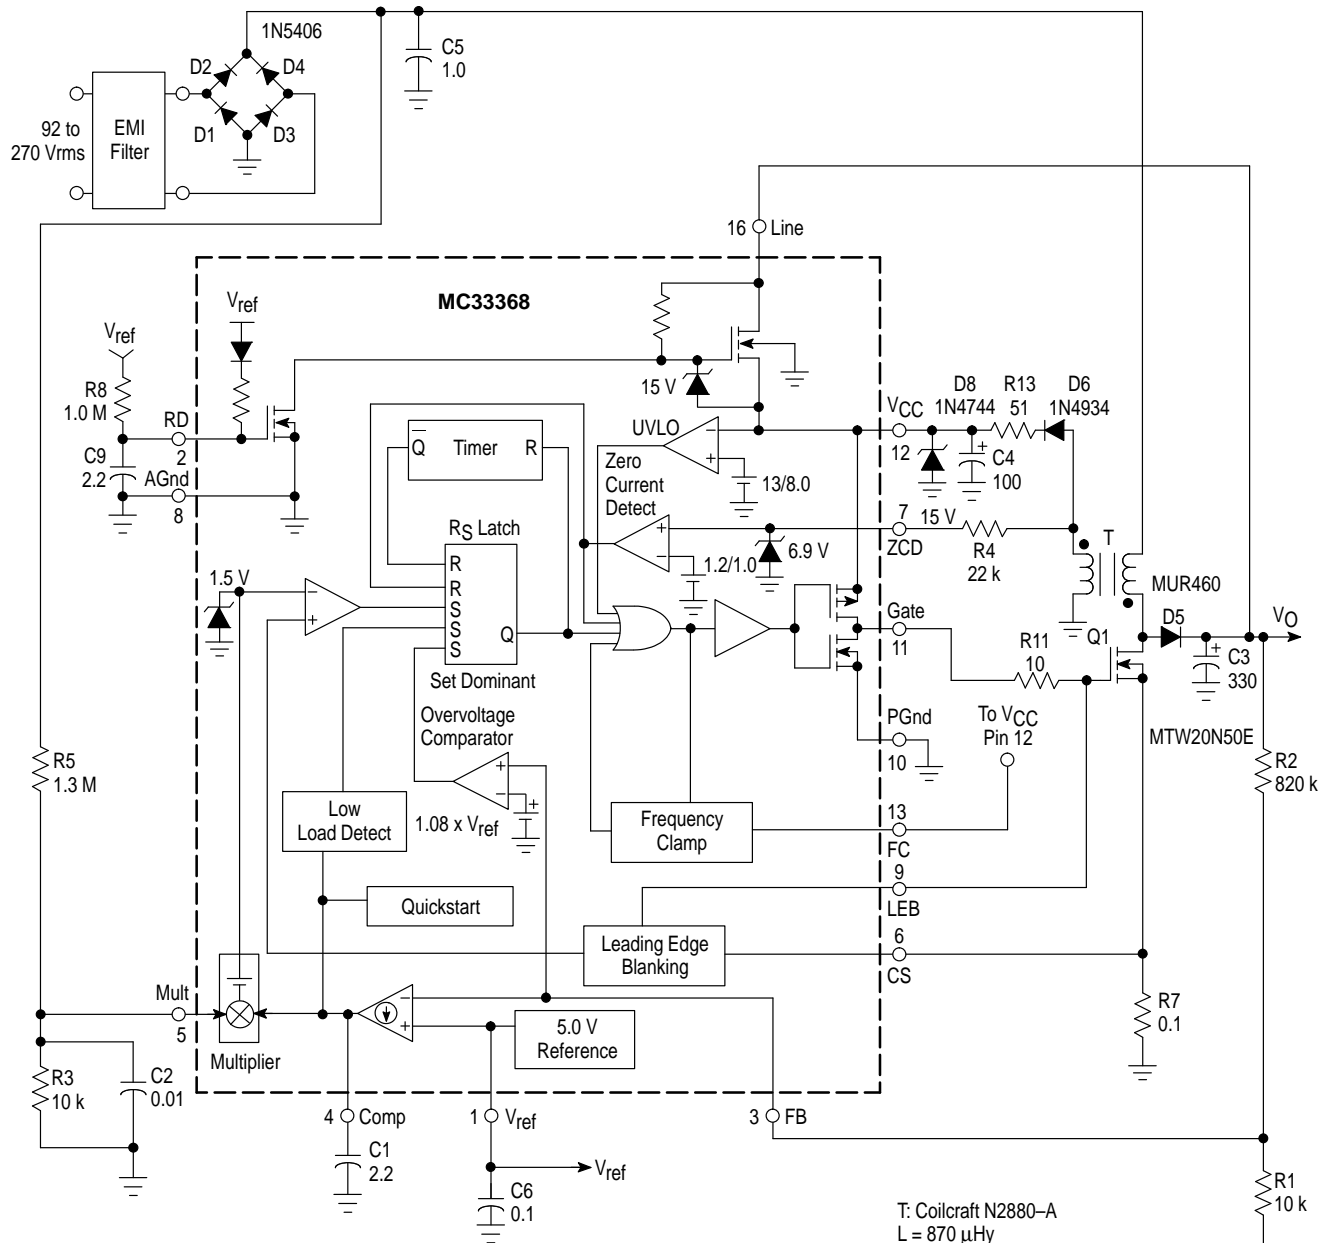 1N5406
D2
D4
C5
1.0
92 to
270 Vrms
EMI
Filter
D1
D3
16
Line
MC33368
Vref
Vref
R8
1.0 M
RD
2
C9
2.2
AGnd
8
15 V
VCC
12
D8
1N4744
R13
51
D6
1N4934
UVLO
−
+
13/8.0
C4
+
100
Q
Timer
R
Zero
Current
Detect
+
−
1.2/1.0
6.9 V
7
ZCD
15 V
R4
22 k
T
MUR460
RS Latch
R
R
S
S
S
Q
Set Dominant
1.5 V
−
+
Gate
11
R11
10
Q1
D5
VO
+
C3
330
MTW20N50E
PGnd
10
To VCC
Pin 12
Overvoltage
Comparator
+
−
+
1.08 x Vref
R5
1.3 M
R2
820 k
Low
Load Detect
Frequency
Clamp
13
FC
Quickstart
9
LEB
Leading Edge
Blanking
6
CS
Mult
5
Multiplier
−
+
5.0 V
Reference
R7
0.1
R3
10 k
C2
0.01
4
Comp
C1
2.2
1
Vref
Vref
C6
0.1
3
FB
R1
10 k
T: Coilcraft N2880–A
L = 870 µHy